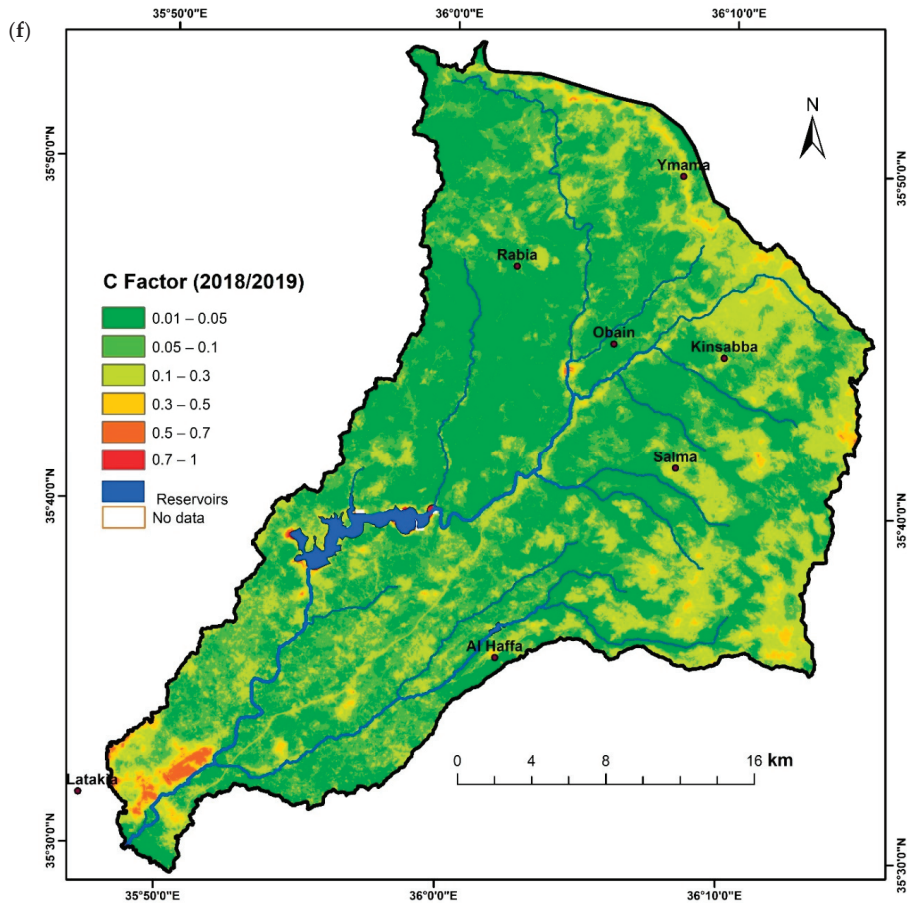 (f)
35°50'0"E
36°0'0"E
36°10'0"E
N
35°50'0"N
35°50'0"N
Ymama
Rabia
C Factor (2018/2019)
0.01 – 0.05
0.05 – 0.1
0.1 – 0.3
0.3 – 0.5
0.5 – 0.7
0.7 – 1
Reservoirs
No data
Obain
Kinsabba
Salma
35°40'0"N
35°40'0"N
Al Haffa
0 4 8 16 km
Latakia
35°30'0"N
35°30'0"N
35°50'0"E
36°0'0"E
36°10'0"E